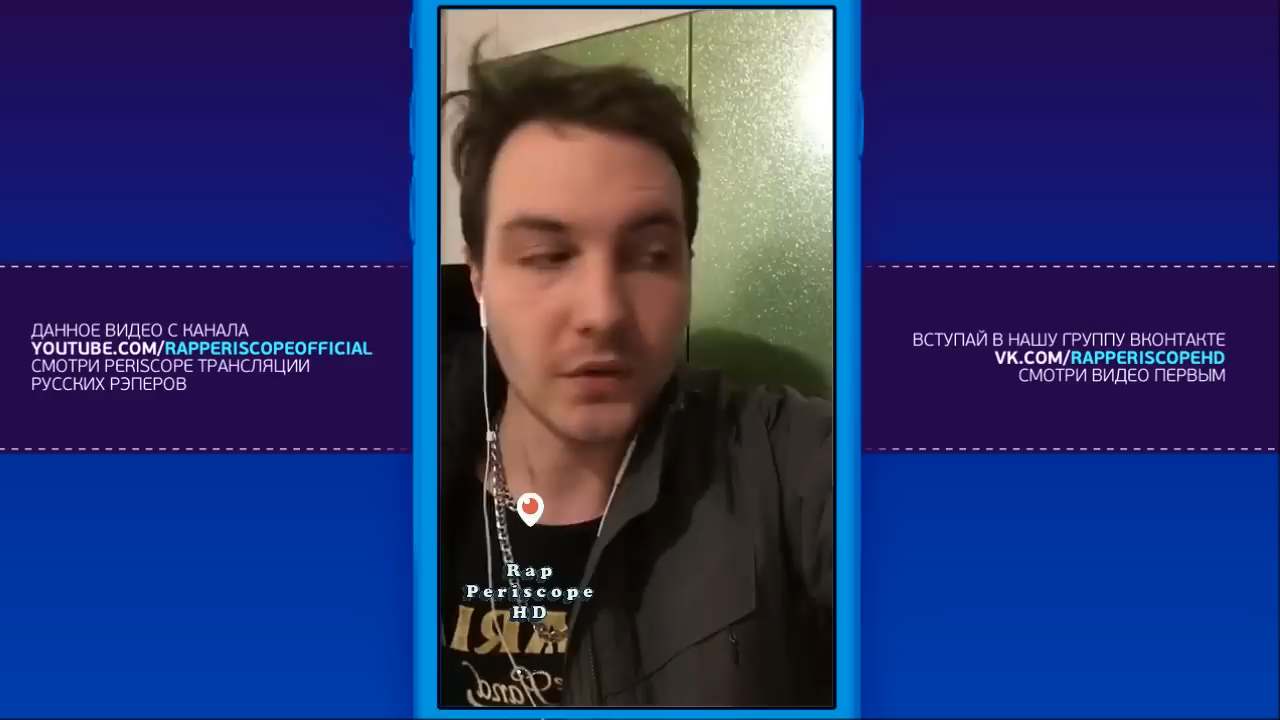 ДАННОЕ ВИДЕО С КАНАЛА
YOUTUBE.COM/RAPPERISCOPEOFFICIAL
СМОТРИ PERISCOPE ТРАНСЛЯЦИИ
РУССКИХ РЭПЕРОВ
ВСТУПАЙ В НАШУ ГРУППУ ВКОНТАКТЕ
VK.COM/RAPPERISCOPEHD
СМОТРИ ВИДЕО ПЕРВЫМ
Rap
Periscope
HD